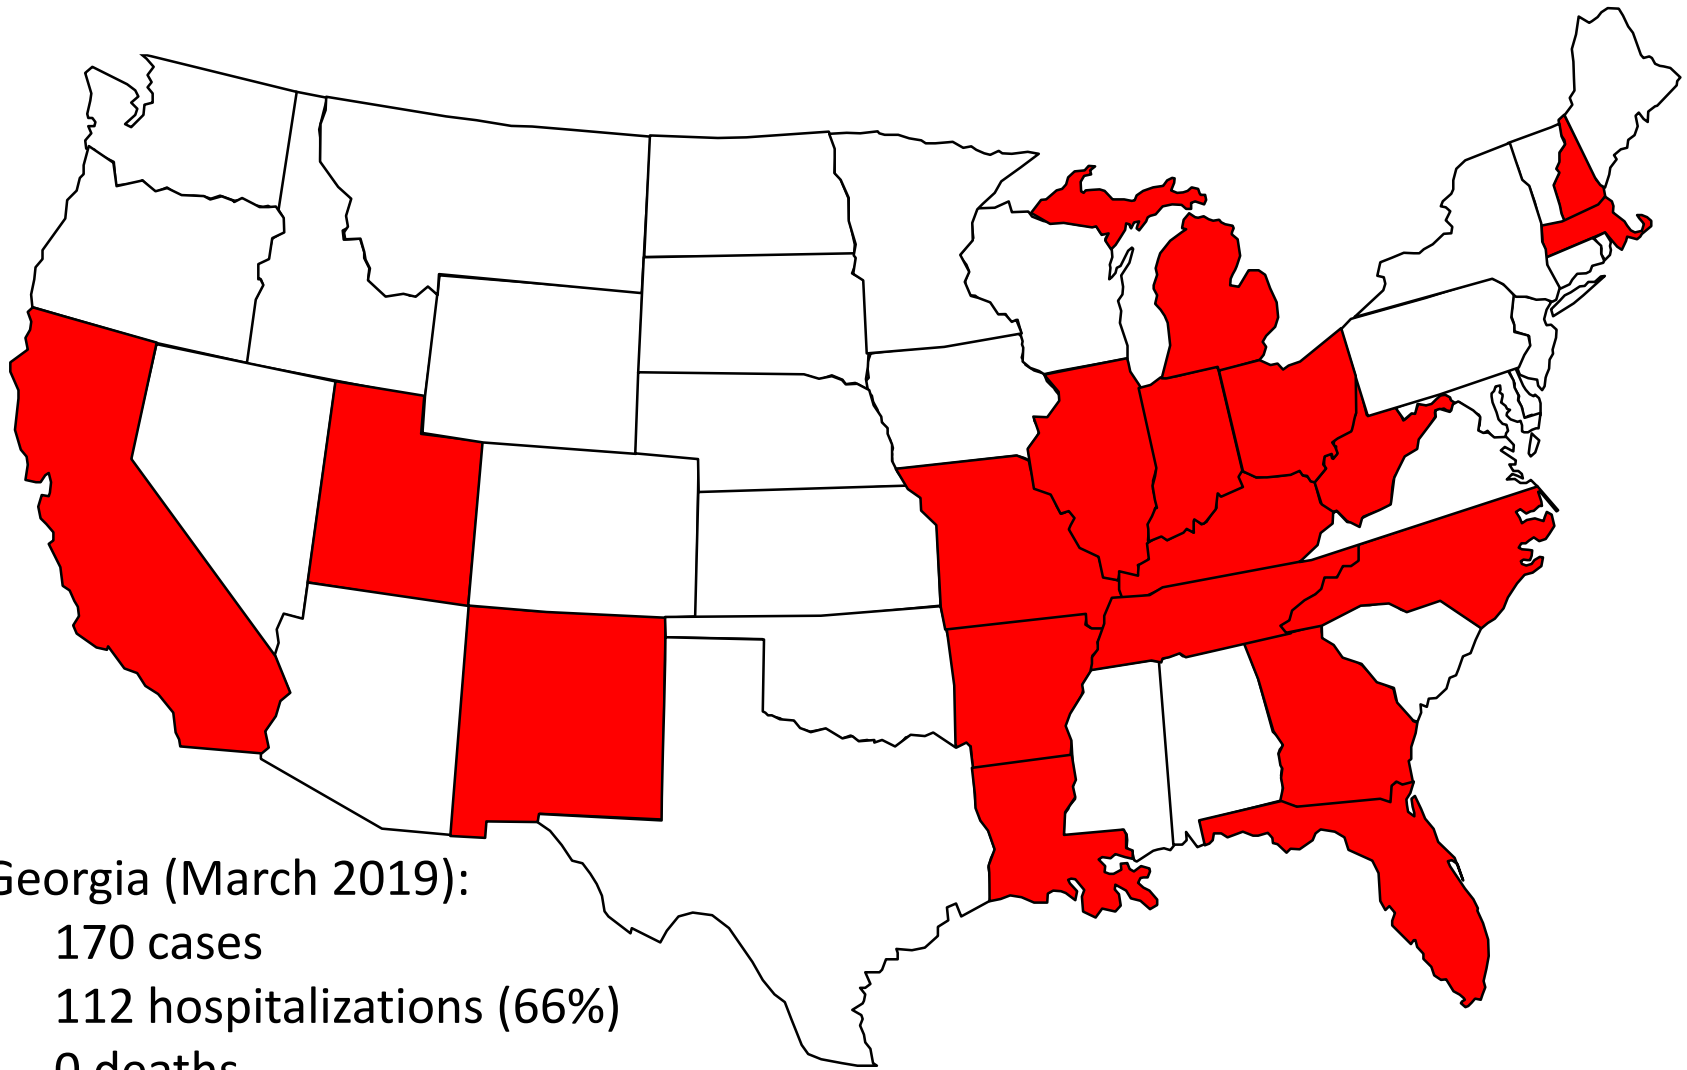 Georgia (March 2019):
170 cases
112 hospitalizations (66%)
0 deaths